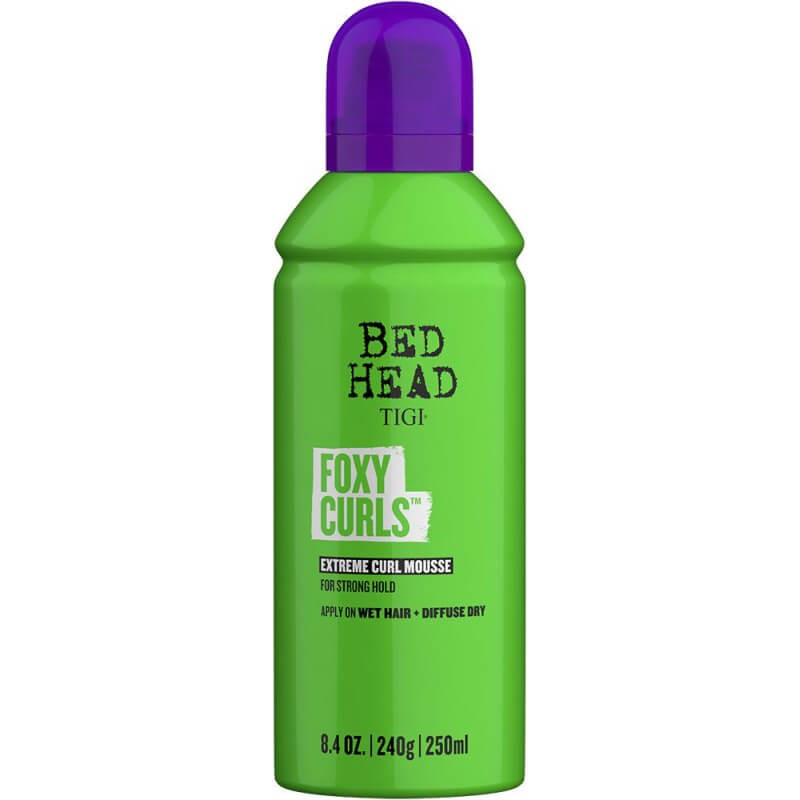 BED
HEAD
TIGI®
FOXY
CURLS™
EXTREME CURL MOUSSE
FOR STRONG HOLD
APPLY ON WET HAIR + DIFFUSE DRY
8.4 OZ. | 240g | 250ml